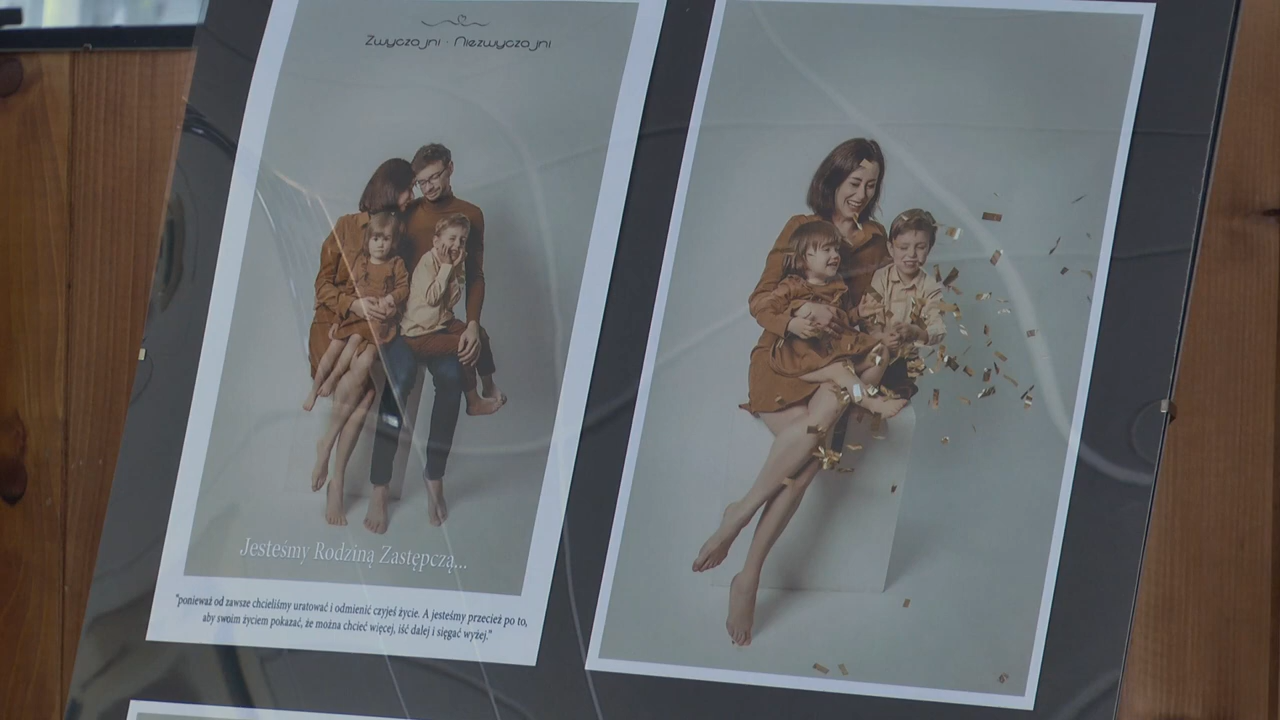 Zwyczajni · Niezwyczajni
Jesteśmy Rodziną Zastępczą...
"ponieważ od zawsze chcieliśmy uratować i odmienić czyjeś życie. A jesteśmy przecież po to,
aby swoim życiem pokazać, że można chcieć więcej, iść dalej i sięgać wyżej."